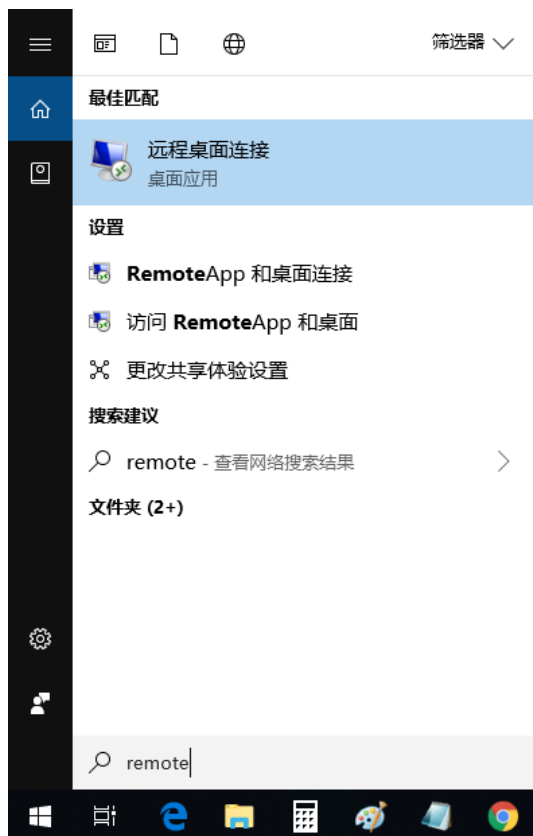 筛选器
最佳匹配
远程桌面连接
桌面应用
设置
RemoteApp 和桌面连接
访问 RemoteApp 和桌面
更改共享体验设置
搜索建议
remote - 查看网络搜索结果
文件夹 (2+)
remote